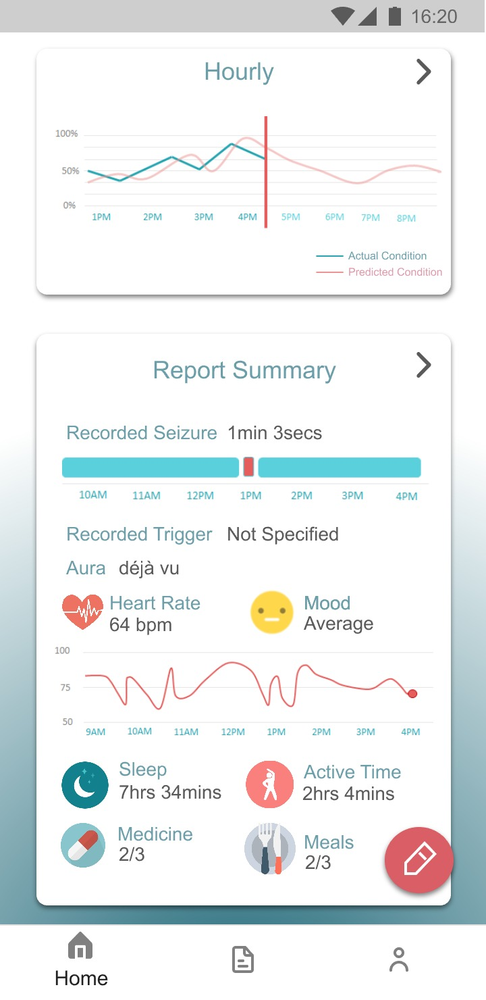 16:20
Hourly
100%
50%
0%
1PM 2PM 3PM 4PM 5PM 6PM 7PM 8PM
Actual Condition
Predicted Condition
Report Summary
Recorded Seizure 1min 3secs
10AM 11AM 12PM 1PM 2PM 3PM 4PM
Recorded Trigger Not Specified
Aura déjà vu
Heart Rate
64 bpm
Mood
Average
100
75
50
9AM 10AM 11AM 12PM 1PM 2PM 3PM 4PM
Sleep
7hrs 34mins
Active Time
2hrs 4mins
Medicine
2/3
Meals
2/3
Home